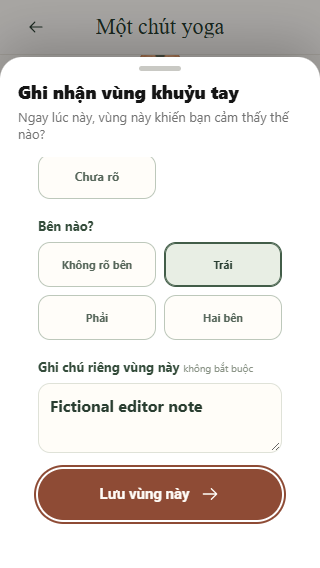 Một chút yoga
Ghi nhận vùng khuỷu tay
Ngay lúc này, vùng này khiến bạn cảm thấy thế
nào?
Chưa rõ
Bên nào?
Không rõ bên
Trái
Phải
Hai bên
Ghi chú riêng vùng này không bắt buộc
Fictional editor note
Lưu vùng này